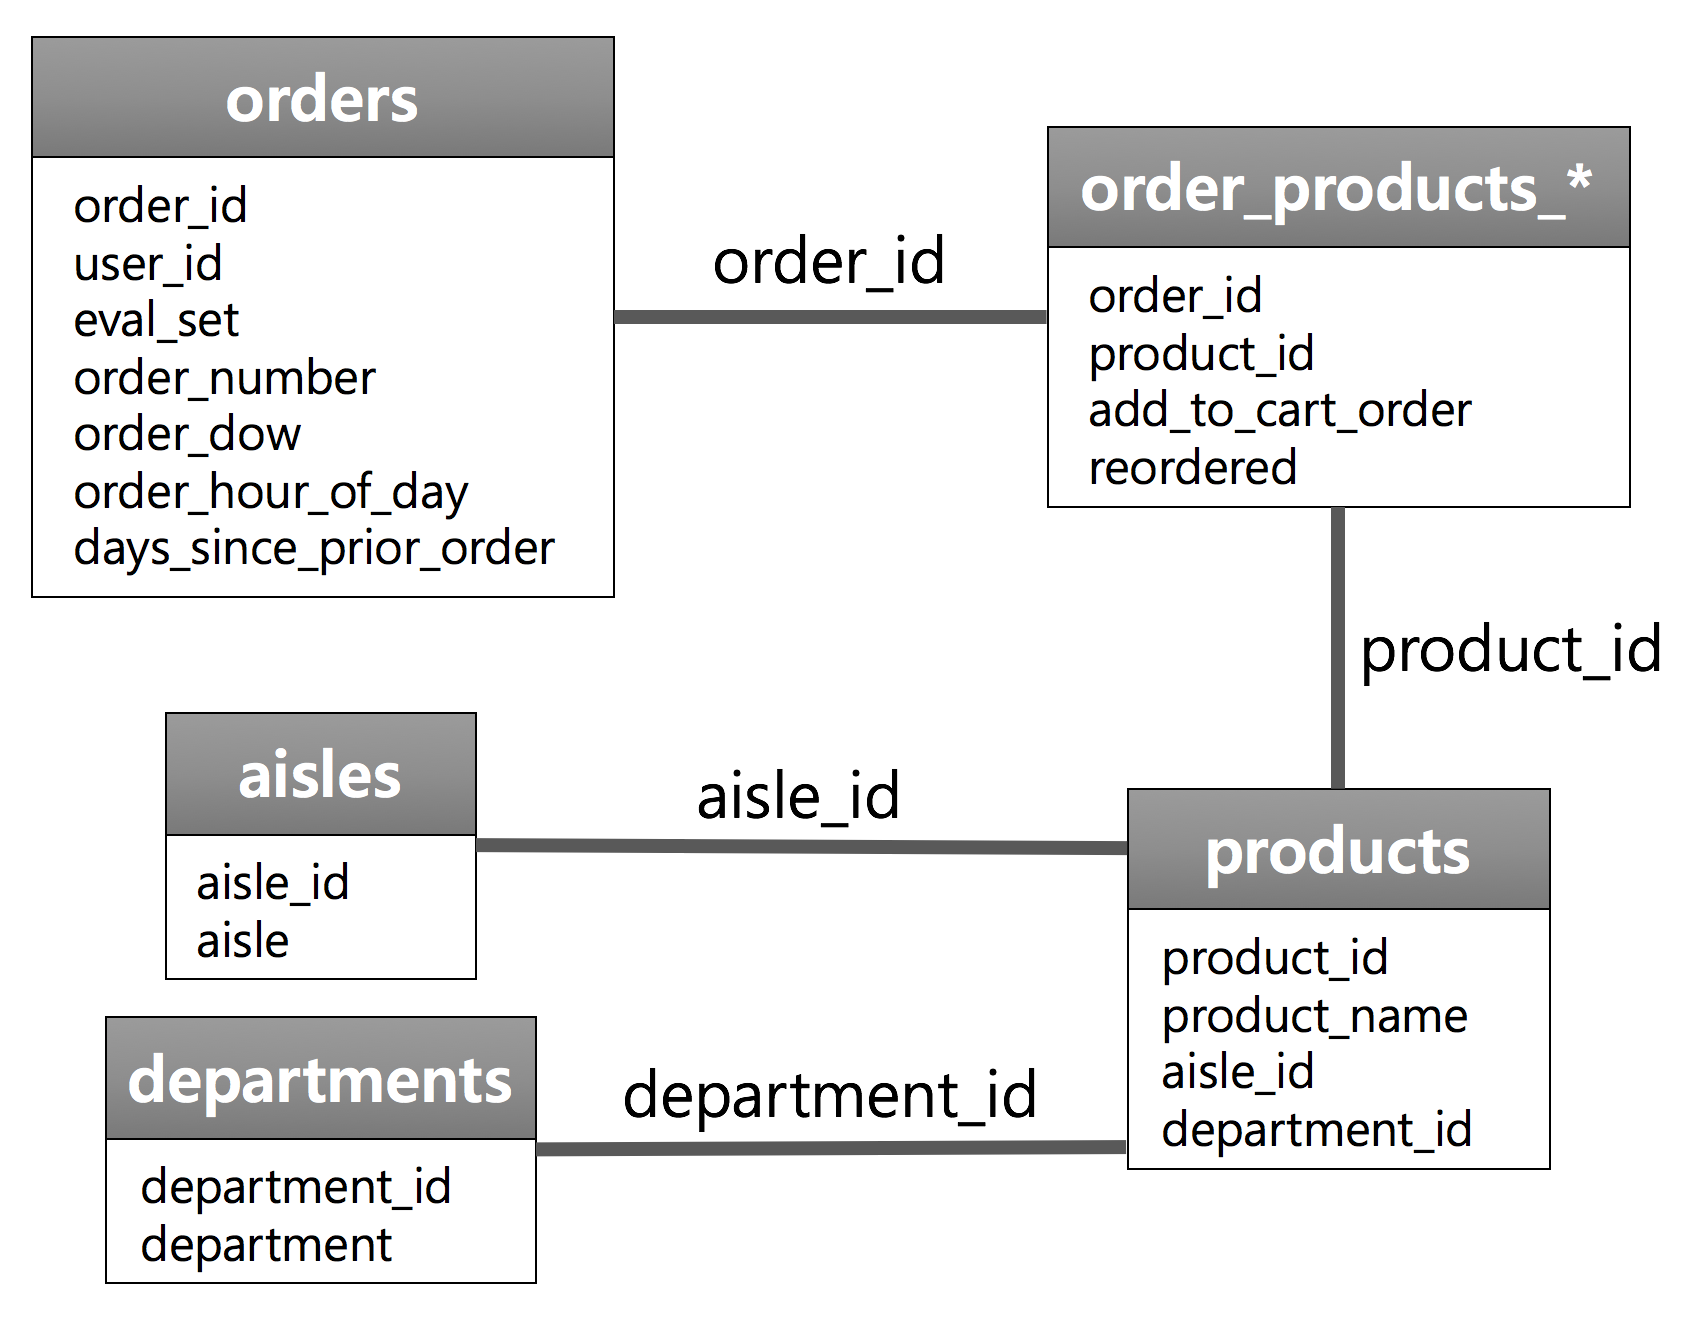 orders
order_id
user_id
eval_set
order_number
order_dow
order_hour_of_day
days_since_prior_order
order_id
order_products_*
order_id
product_id
add_to_cart_order
reordered
product_id
aisles
aisle_id
aisle
aisle_id
products
product_id
product_name
aisle_id
department_id
departments
department_id
department
department_id